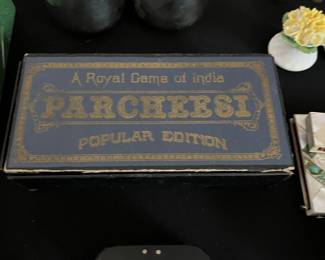 A Royal Game of India
PARCHEESI
POPULAR EDITION